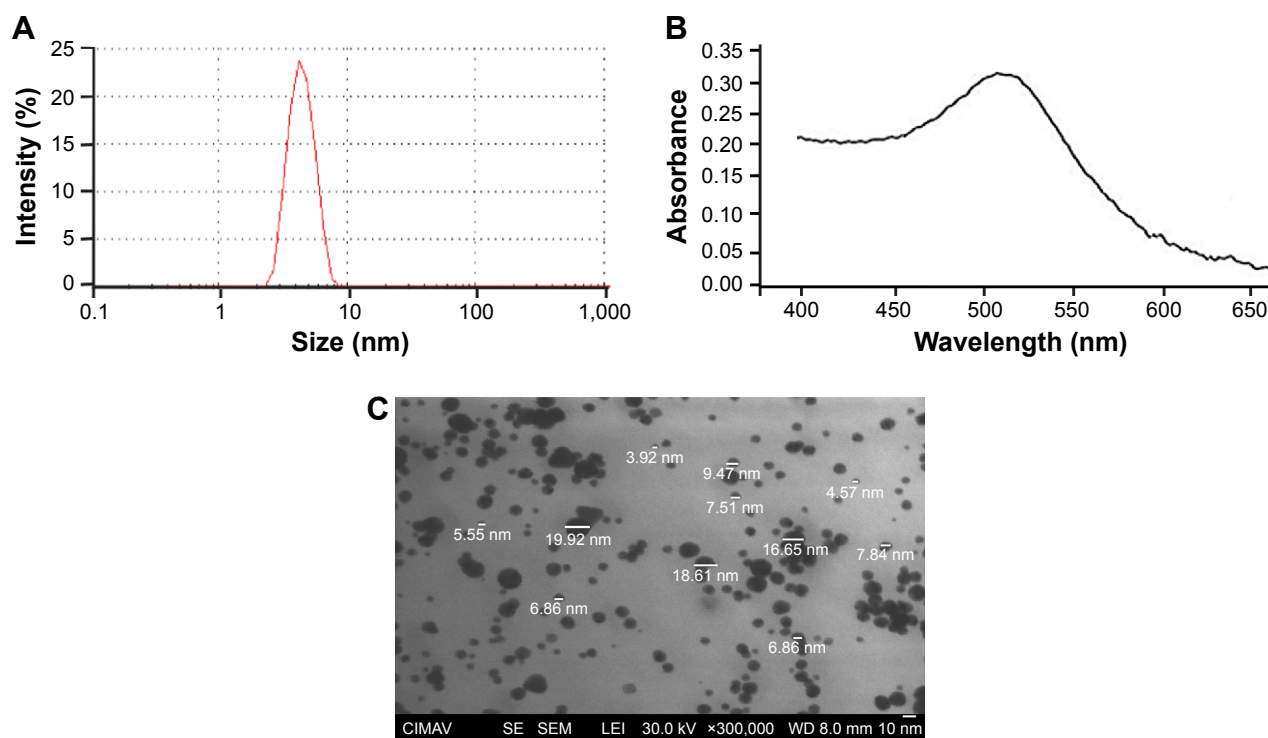 A
25
20
15
10
5
0
Intensity (%)
0.1 1 10 100 1,000
Size (nm)
B
0.35
0.30
0.25
0.20
0.15
0.10
0.05
0.00
Absorbance
400 450 500 550 600 650
Wavelength (nm)
C
3.92 nm
9.47 nm
4.57 nm
7.51 nm
5.55 nm
19.92 nm
16.65 nm
7.84 nm
18.61 nm
6.86 nm
6.86 nm
CIMAV SE SEM LEI 30.0 kV ×300,000 WD 8.0 mm 10 nm